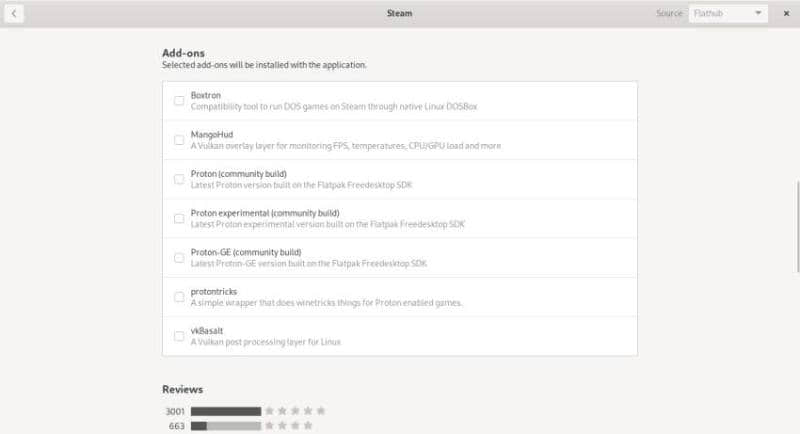 Steam
Source Flathub
Add-ons
Selected add-ons will be installed with the application.
Boxtron
Compatibility tool to run DOS games on Steam through native Linux DOSBox
MangoHud
A Vulkan overlay layer for monitoring FPS, temperatures, CPU/GPU load and more
Proton (community build)
Latest Proton version built on the Flatpak Freedesktop SDK
Proton experimental (community build)
Latest Proton experimental version built on the Flatpak Freedesktop SDK
Proton-GE (community build)
Latest Proton-GE version built on the Flatpak Freedesktop SDK
protontricks
A simple wrapper that does winetricks things for Proton enabled games.
vkBasalt
A Vulkan post processing layer for Linux
Reviews
3001
663